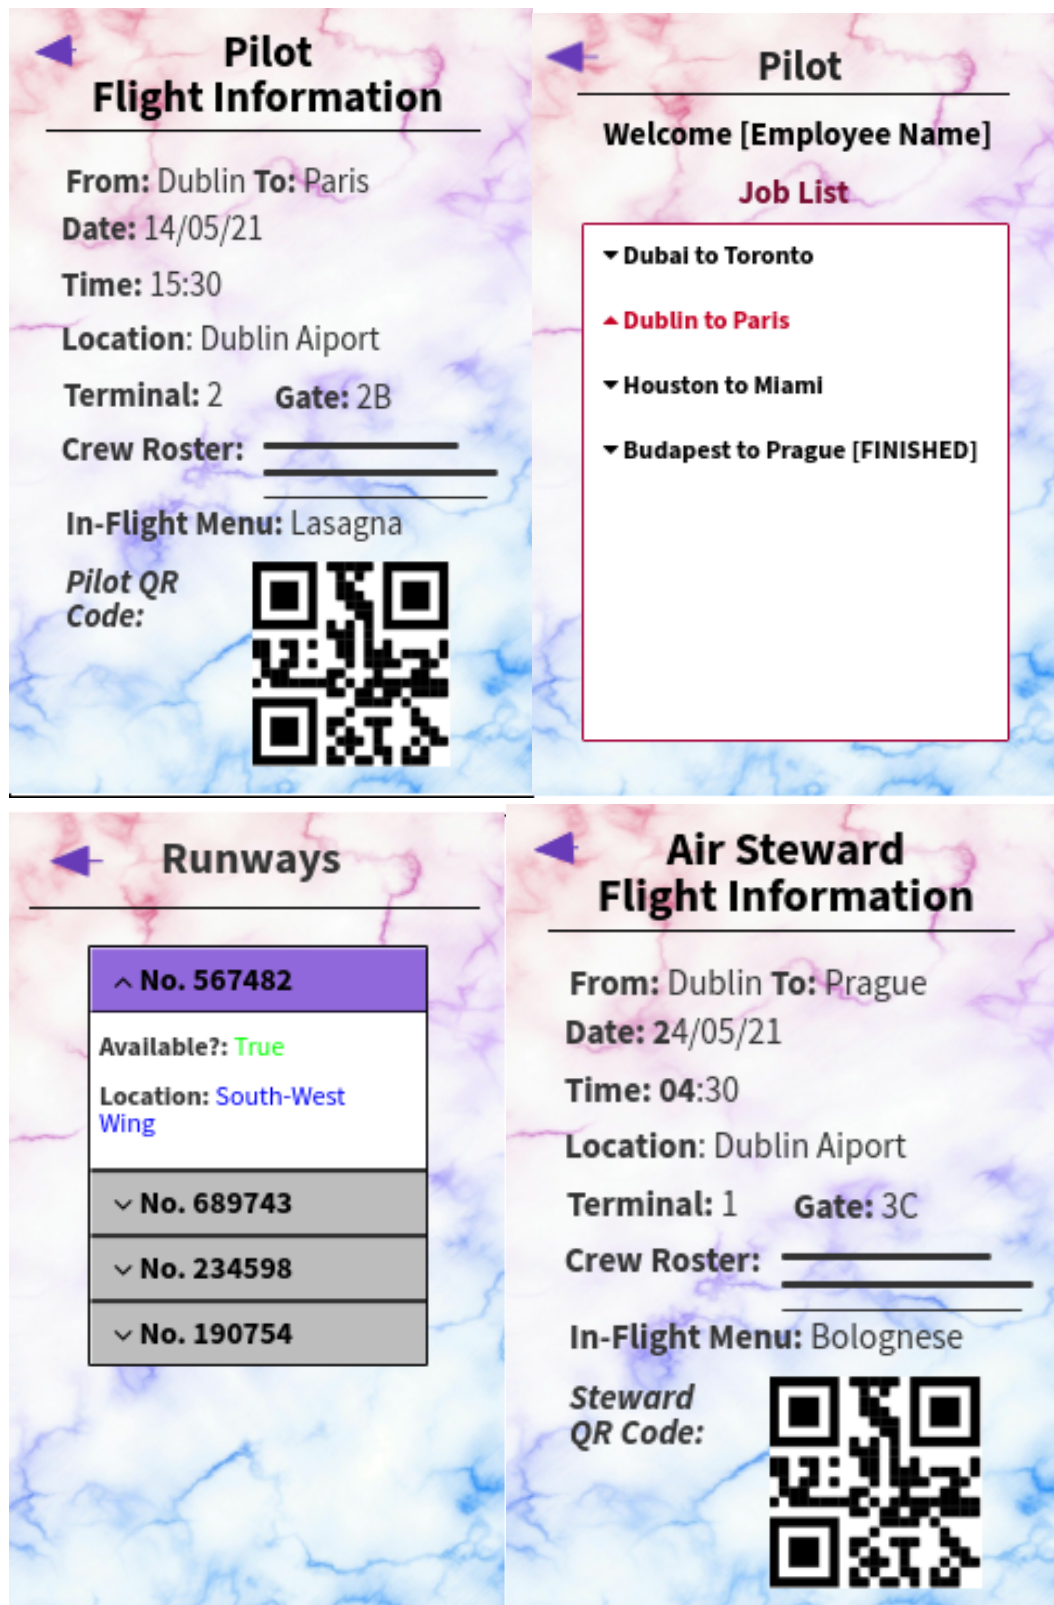 Pilot
Flight Information
From: Dublin To: Paris
Date: 14/05/21
Time: 15:30
Location: Dublin Aiport
Terminal: 2 Gate: 2B
Crew Roster:
In-Flight Menu: Lasagna
Pilot QR
Code:
Pilot
Welcome [Employee Name]
Job List
Dubai to Toronto
Dublin to Paris
Houston to Miami
Budapest to Prague [FINISHED]
Runways
No. 567482
Available?: True
Location: South-West
Wing
No. 689743
No. 234598
No. 190754
Air Steward
Flight Information
From: Dublin To: Prague
Date: 24/05/21
Time: 04:30
Location: Dublin Aiport
Terminal: 1 Gate: 3C
Crew Roster:
In-Flight Menu: Bolognese
Steward
QR Code: